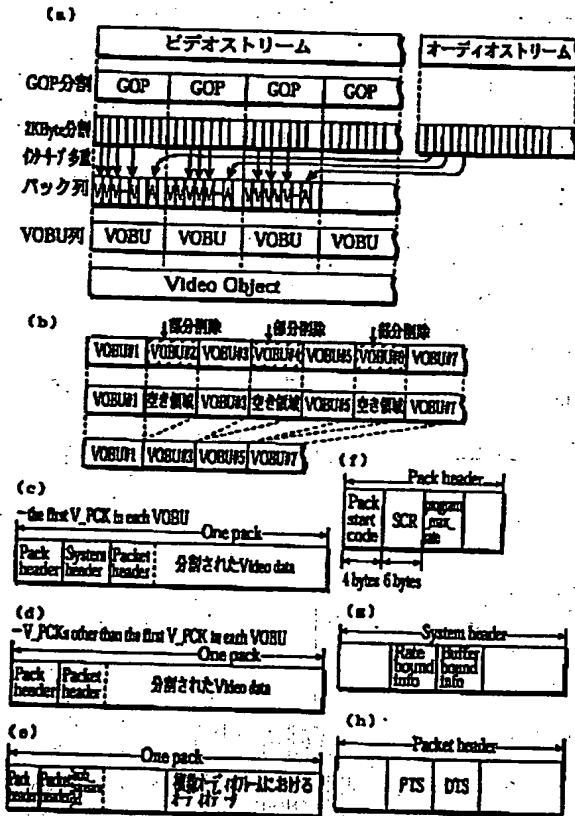 (a)
ビデオストリーム
オーディオストリーム
GOP分割
GOP
GOP
GOP
GOP
2KByte分割
パック列
V
A
A
A
VOBU列
VOBU
VOBU
VOBU
VOBU
Video Object
(b)
部分削除
部分削除
部分削除
VOBU#1
VOBU#2
VOBU#3
VOBU#4
VOBU#5
VOBU#6
VOBU#7
VOBU#1
空き領域
VOBU#3
空き領域
VOBU#5
空き領域
VOBU#7
VOBU#1
VOBU#3
VOBU#5
VOBU#7
(c)
-the first V_PCK in each VOBU
One pack
Pack header
System header
Packet header
分割されたVideo data
(d)
-V_PCKs other than the first V_PCK in each VOBU
One pack
Pack header
Packet header
分割されたVideo data
(e)
One pack
Pack header
Packet header
(f)
Pack header
Pack start code
SCR
program max rate
4 bytes
6 bytes
(g)
System header
Rate bound info
Buffer bound info
(h)
Packet header
PTS
DTS